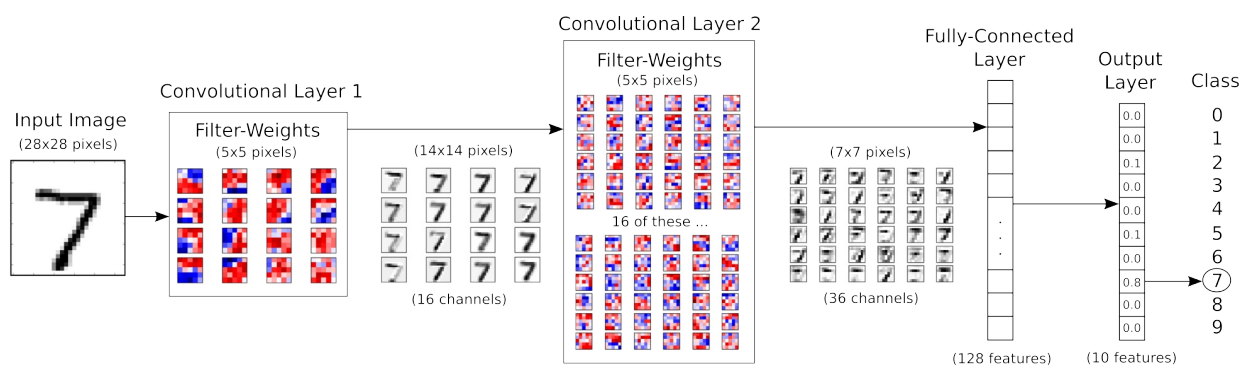 Input Image
(28x28 pixels)
Convolutional Layer 1
Filter-Weights
(5x5 pixels)
(14x14 pixels)
(16 channels)
Convolutional Layer 2
Filter-Weights
(5x5 pixels)
16 of these ...
(7x7 pixels)
(36 channels)
Fully-Connected
Layer
(128 features)
Output
Layer
0.0
0.0
0.1
0.0
0.0
0.1
0.0
0.8
0.0
0.0
(10 features)
Class
0
1
2
3
4
5
6
7
8
9